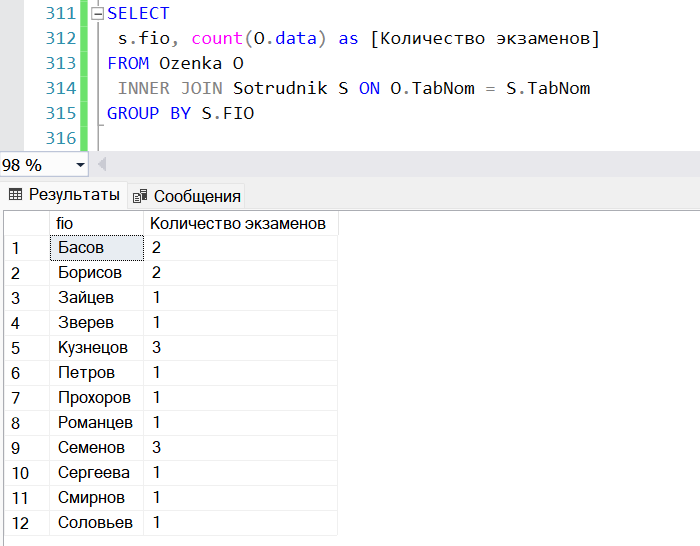 311 SELECT
312 s.fio, count(O.data) as [Количество экзаменов]
313 FROM Ozenka O
314 INNER JOIN Sotrudnik S ON O.TabNom = S.TabNom
315 GROUP BY S.FIO
316
98 %
Результаты Сообщения
fio Количество экзаменов
1 Басов 2
2 Борисов 2
3 Зайцев 1
4 Зверев 1
5 Кузнецов 3
6 Петров 1
7 Прохоров 1
8 Романцев 1
9 Семенов 3
10 Сергеева 1
11 Смирнов 1
12 Соловьев 1